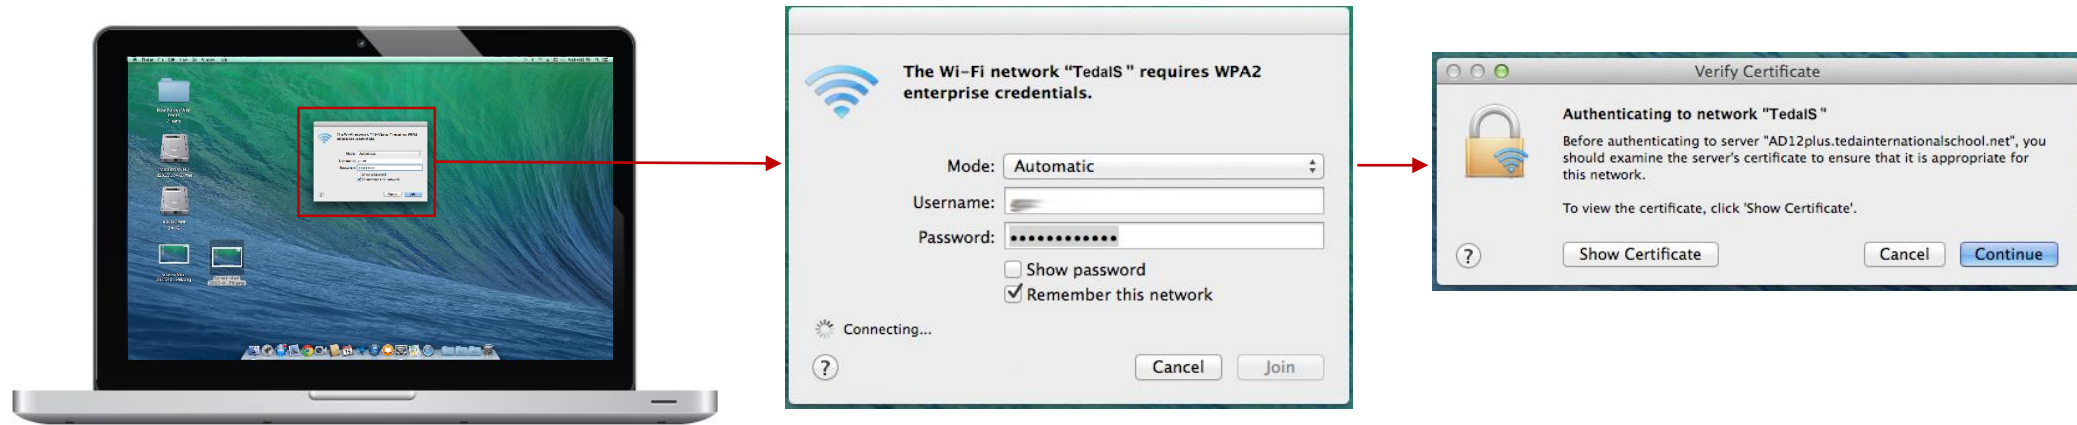 The Wi-Fi network "TedaIS " requires WPA2
enterprise credentials.
Mode: Automatic
Username:
Password: ••••••••••••
Show password
Remember this network
Connecting...
?
Cancel Join
Verify Certificate
Authenticating to network "TedaIS "
Before authenticating to server "AD12plus.tedainternationalschool.net", you
should examine the server's certificate to ensure that it is appropriate for
this network.
To view the certificate, click 'Show Certificate'.
? Show Certificate Cancel Continue